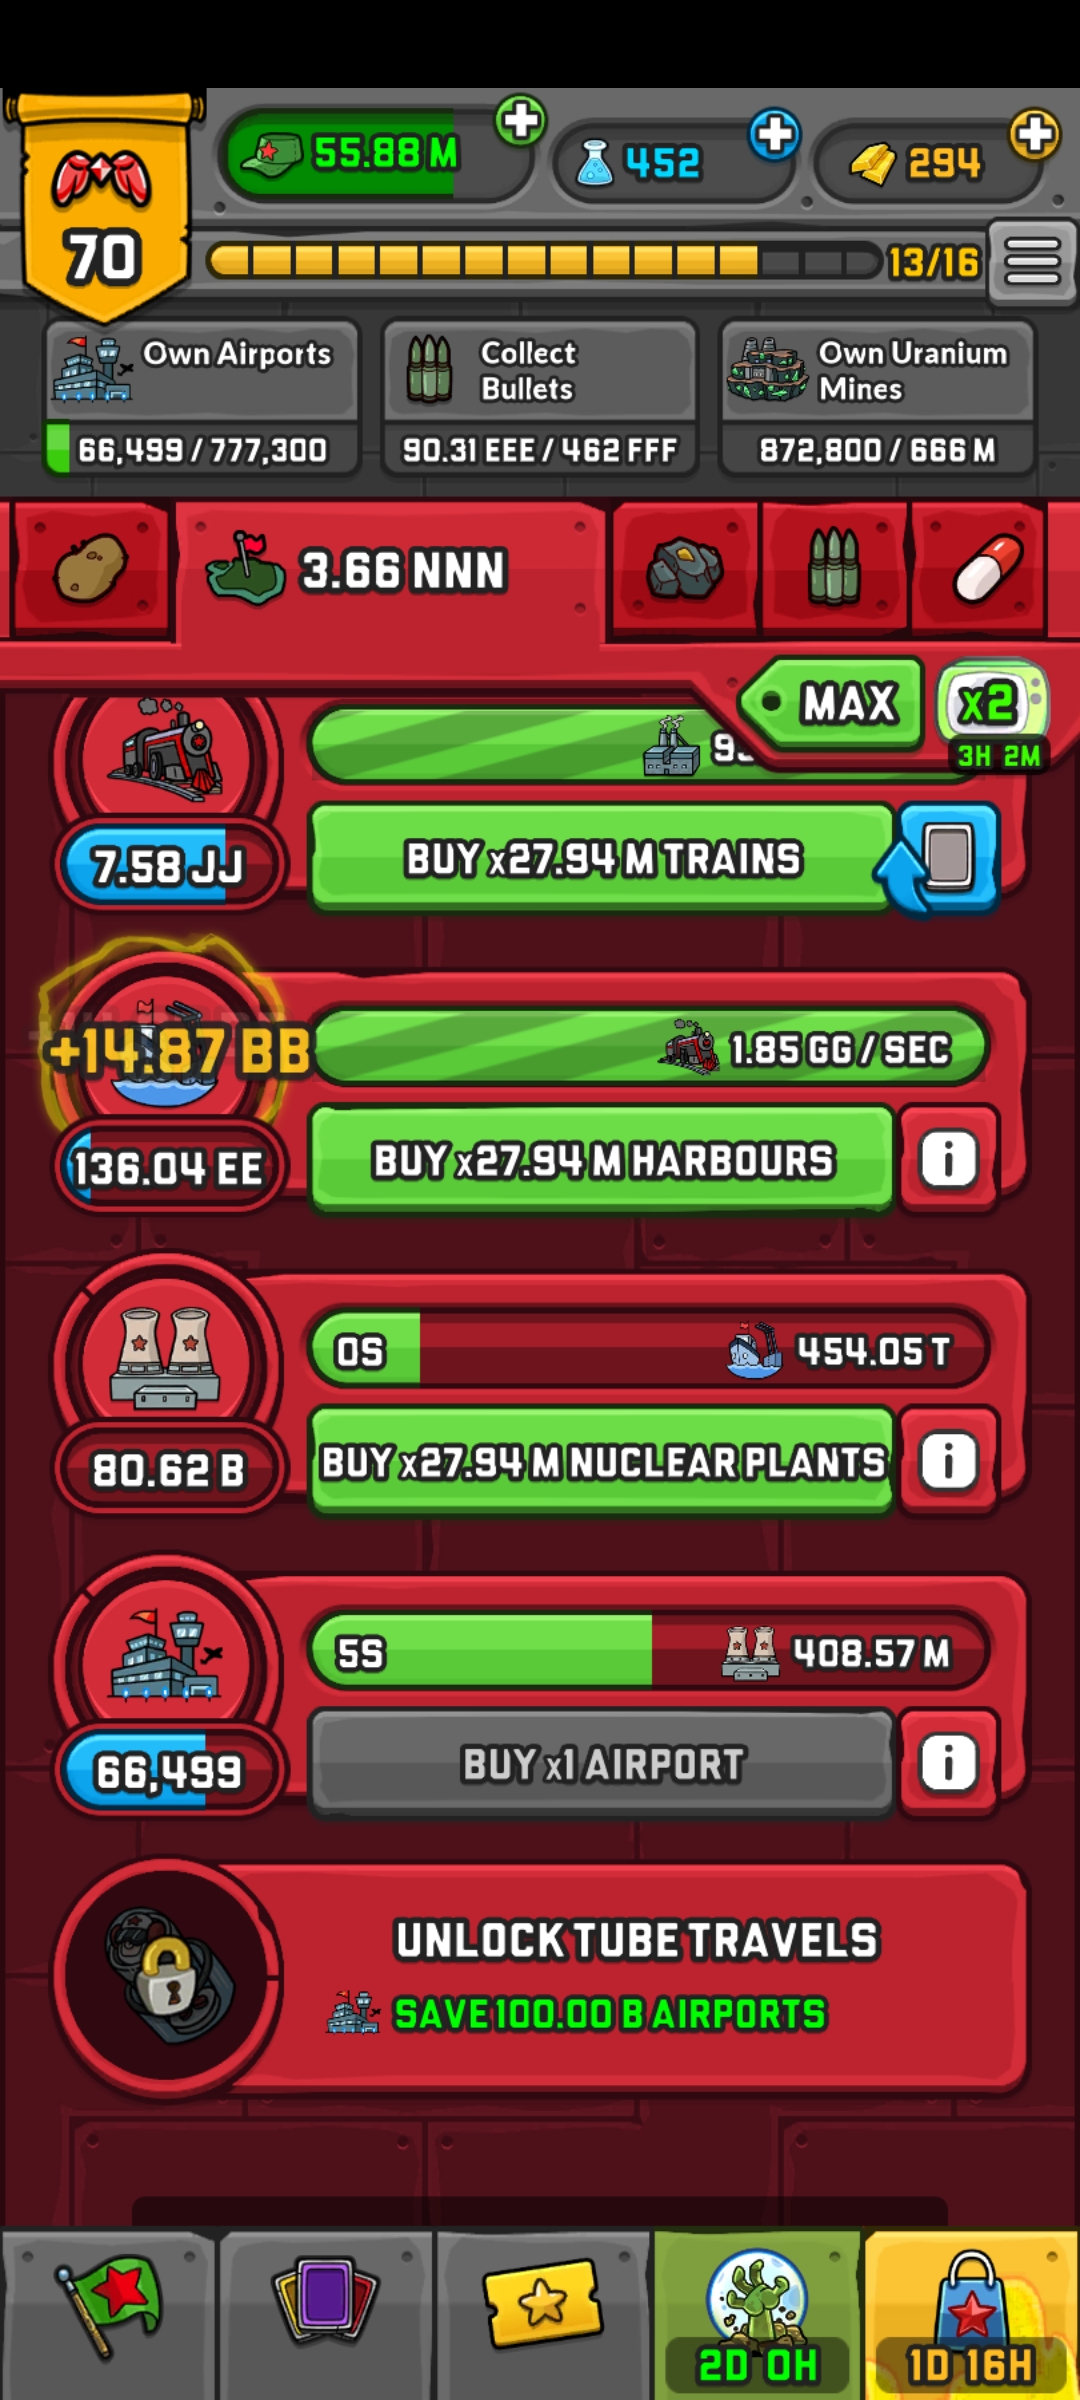 55.88 M
452
294
70
13/16
Own Airports
66,499 / 777,300
Collect
Bullets
90.31 EEE / 462 FFF
Own Uranium
Mines
872,800 / 666 M
3.66 NNN
MAX
x2
3H 2M
7.58 JJ
BUY x27.94 M TRAINS
+14.87 BB
1.85 GG / SEC
136.04 EE
BUY x27.94 M HARBOURS
i
0S
454.05 T
80.62 B
BUY x27.94 M NUCLEAR PLANTS
i
5S
408.57 M
66,499
BUY x1 AIRPORT
i
UNLOCK TUBE TRAVELS
SAVE 100.00 B AIRPORTS
2D 0H
1D 16H